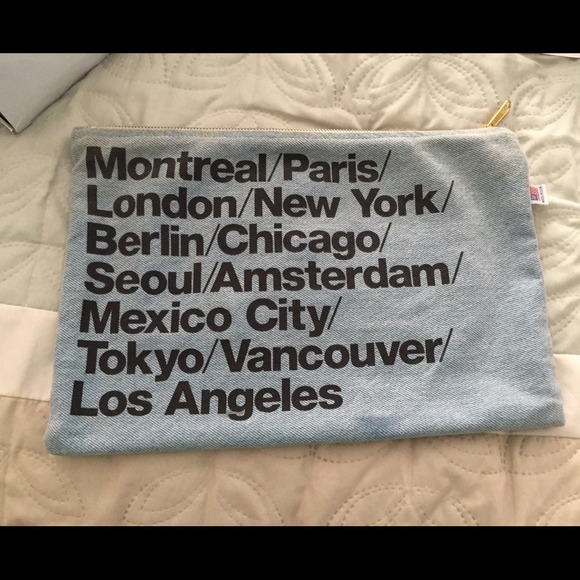 Montreal/Paris/
London/New York/
Berlin/Chicago/
Seoul/Amsterdam/
Mexico City/
Tokyo/Vancouver/
Los Angeles